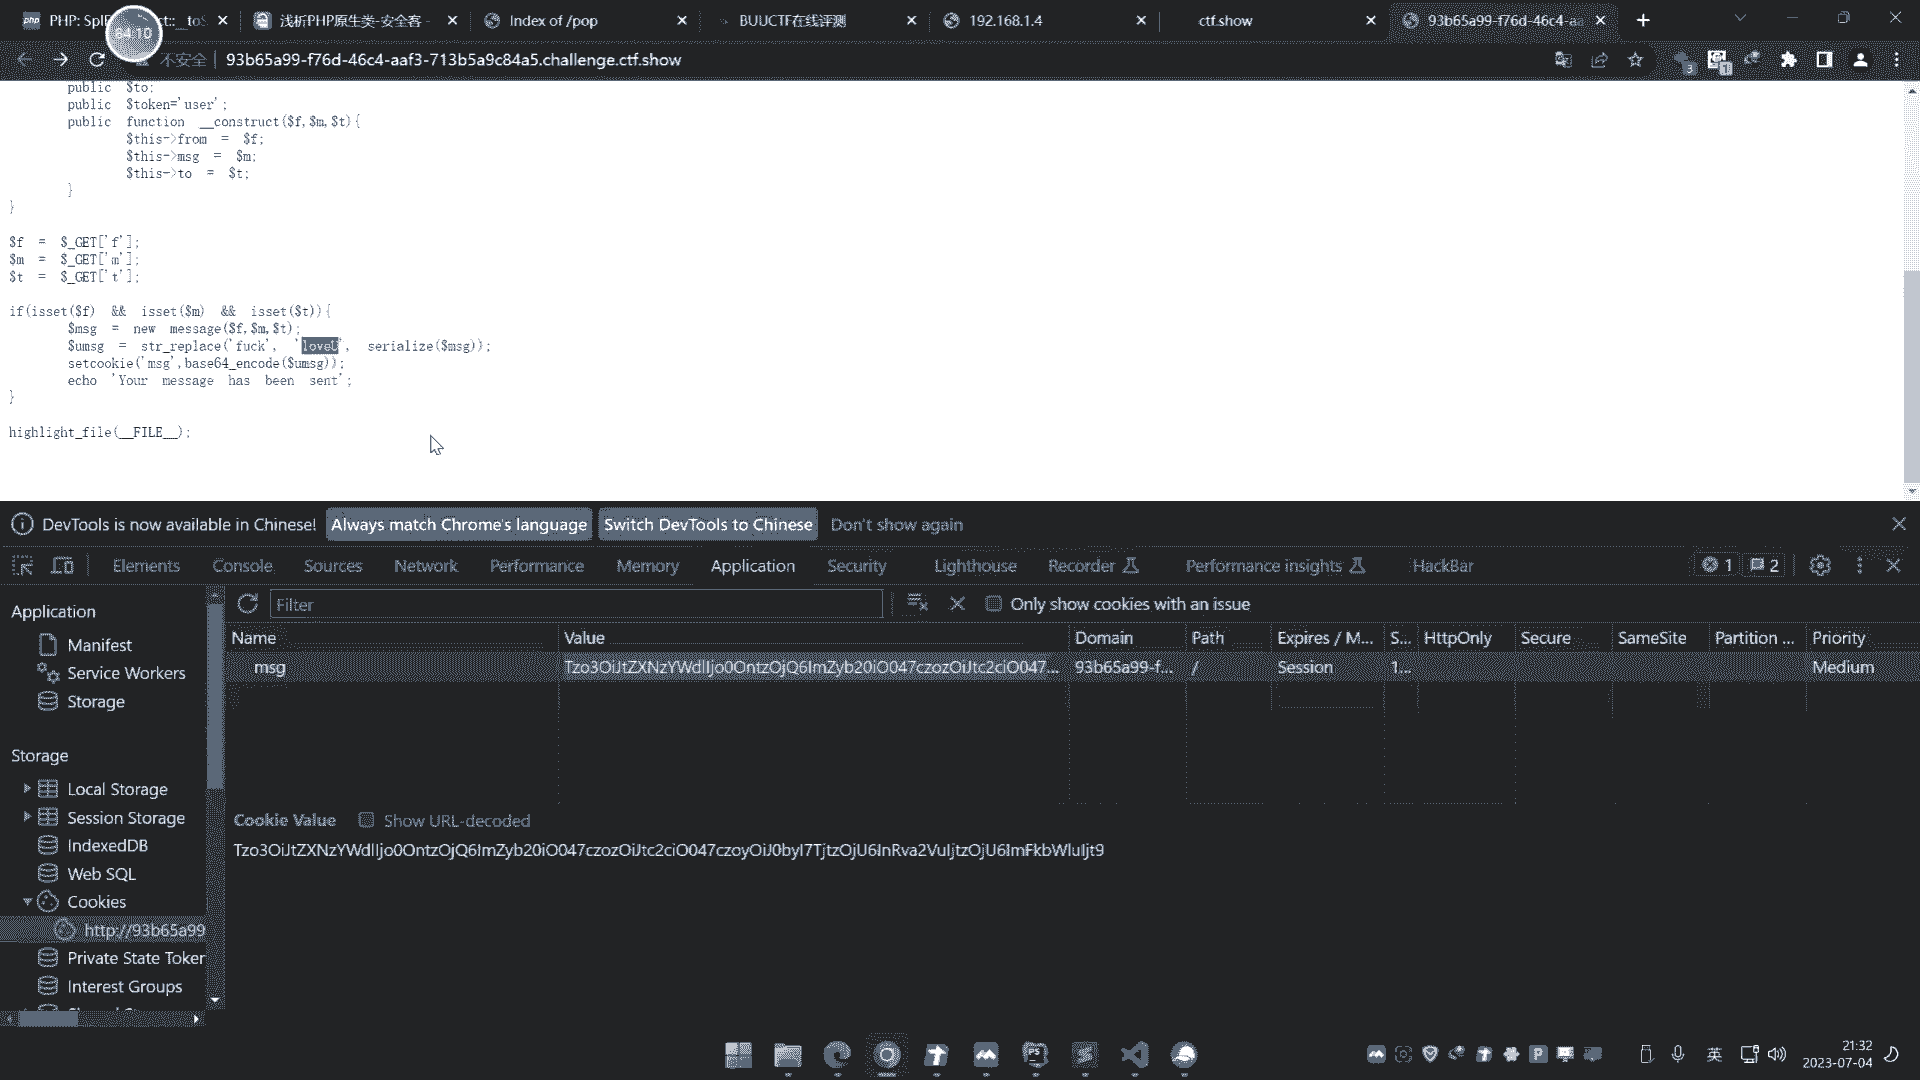 PHP: SplE
ct::__toS
浅析PHP原生类-安全客 -
Index of /pop
BUUCTF在线评测
192.168.1.4
ctf.show
93b65a99-f76d-46c4-aa
64:10
不安全
93b65a99-f76d-46c4-aaf3-713b5a9c84a5.challenge.ctf.show
3
1
public $to;
public $token='user';
public function __construct($f,$m,$t){
$this->from = $f;
$this->msg = $m;
$this->to = $t;
}
}
$f = $_GET['f'];
$m = $_GET['m'];
$t = $_GET['t'];
if(isset($f) && isset($m) && isset($t)){
$msg = new message($f,$m,$t);
$umsg = str_replace('fuck', 'loveU', serialize($msg));
setcookie('msg',base64_encode($umsg));
echo 'Your message has been sent';
}
highlight_file(__FILE__);
DevTools is now available in Chinese!
Always match Chrome's language
Switch DevTools to Chinese
Don't show again
Elements
Console
Sources
Network
Performance
Memory
Application
Security
Lighthouse
Recorder
Performance insights
HackBar
1
2
Application
Manifest
Service Workers
Storage
Storage
Local Storage
Session Storage
IndexedDB
Web SQL
Cookies
http://93b65a99
Private State Toker
Interest Groups
Filter
Only show cookies with an issue
Name Value Domain Path Expires / M... S... HttpOnly Secure SameSite Partition ... Priority
msg Tzo3OiJtZXNzYWdlIjo0OntzOjQ6ImZyb20iO047czozOiJtc2ciO047... 93b65a99-f... / Session 1... Medium
Cookie Value
Show URL-decoded
Tzo3OiJtZXNzYWdlIjo0OntzOjQ6ImZyb20iO047czozOiJtc2ciO047czoyOiJ0byI7TjtzOjU6InRva2VuIjtzOjU6ImFkbWluIjt9
英
21:32
2023-07-04